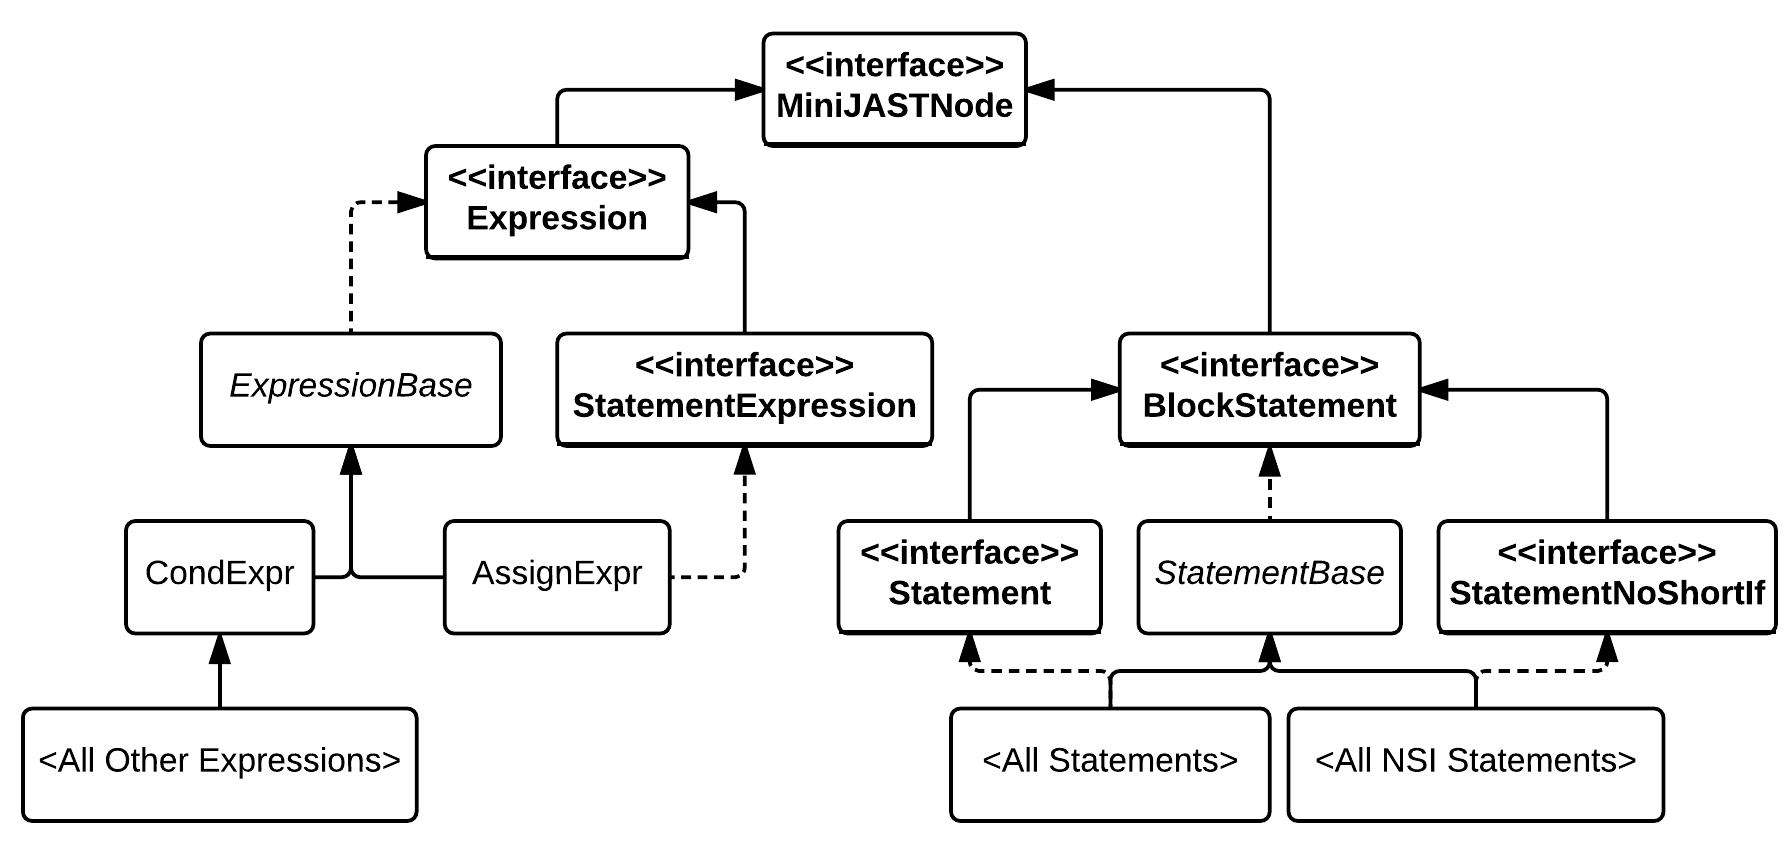 <<interface>>
MiniJASTNode
<<interface>>
Expression
ExpressionBase
<<interface>>
StatementExpression
<<interface>>
BlockStatement
CondExpr
AssignExpr
<<interface>>
Statement
StatementBase
<<interface>>
StatementNoShortIf
<All Other Expressions>
<All Statements>
<All NSI Statements>